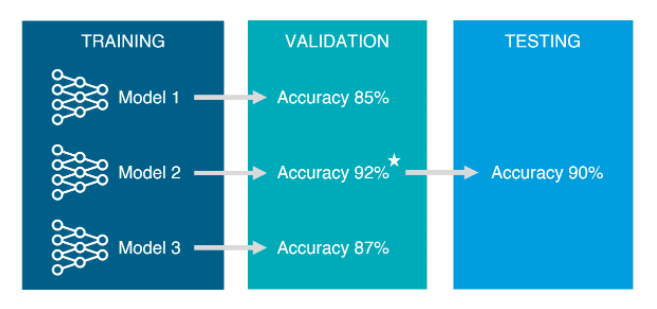 TRAINING
VALIDATION
TESTING
Model 1
Accuracy 85%
Model 2
Accuracy 92%
Accuracy 90%
Model 3
Accuracy 87%